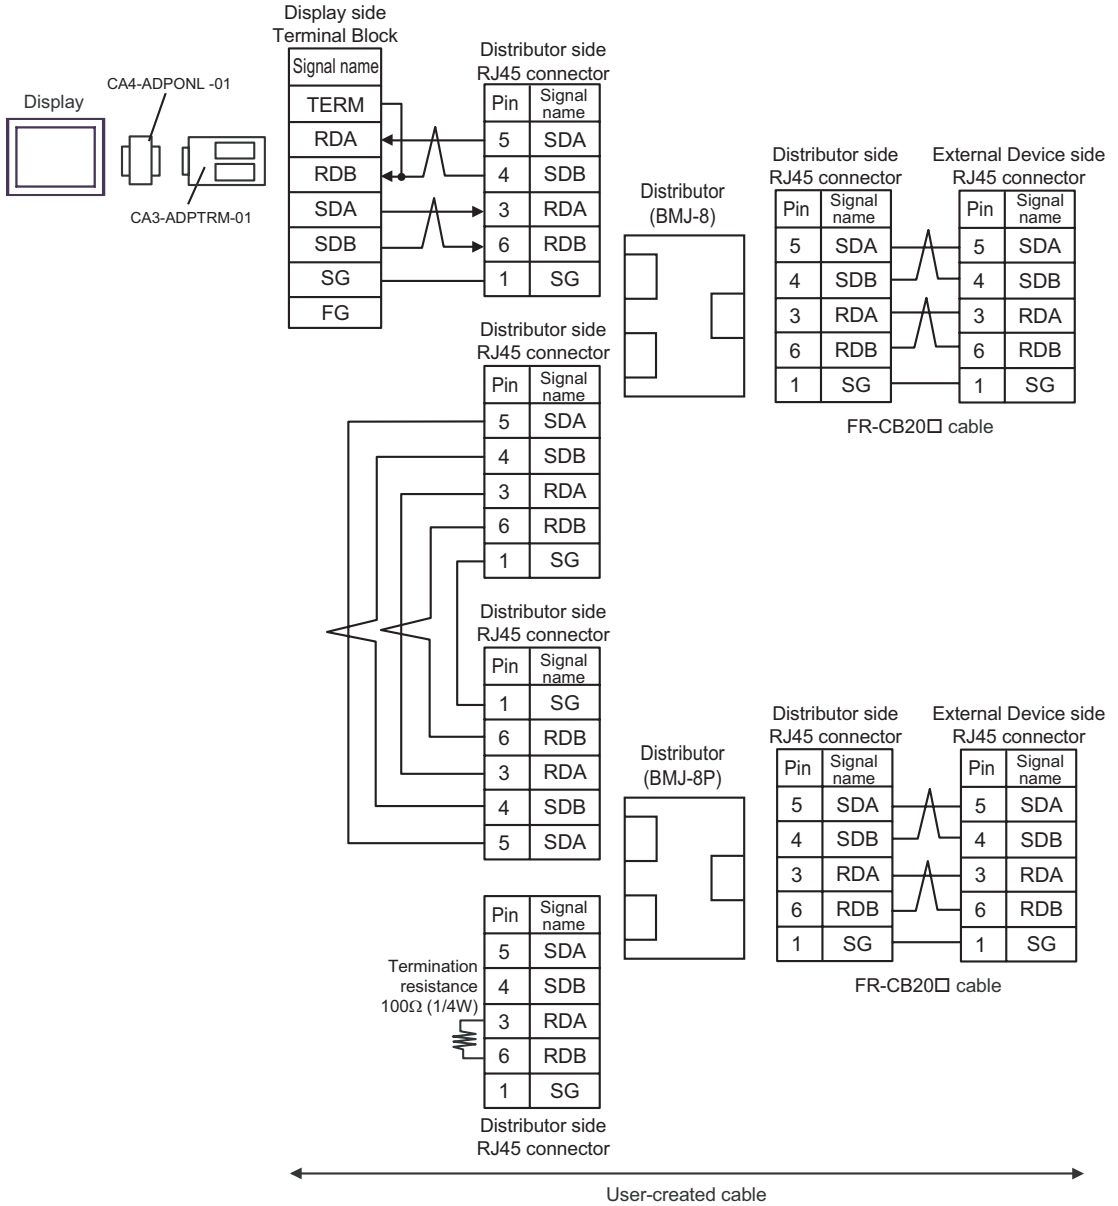 Display
CA4-ADPONL -01
CA3-ADPTRM-01
Display side
Terminal Block
Signal name
TERM
RDA
RDB
SDA
SDB
SG
FG
Distributor side
RJ45 connector
Pin Signal name
5 SDA
4 SDB
3 RDA
6 RDB
1 SG
Distributor
(BMJ-8)
Distributor side
RJ45 connector
Pin Signal name
5 SDA
4 SDB
3 RDA
6 RDB
1 SG
External Device side
RJ45 connector
Pin Signal name
5 SDA
4 SDB
3 RDA
6 RDB
1 SG
FR-CB20□ cable
Distributor side
RJ45 connector
Pin Signal name
5 SDA
4 SDB
3 RDA
6 RDB
1 SG
Distributor side
RJ45 connector
Pin Signal name
1 SG
6 RDB
3 RDA
4 SDB
5 SDA
Distributor
(BMJ-8P)
Distributor side
RJ45 connector
Pin Signal name
5 SDA
4 SDB
3 RDA
6 RDB
1 SG
External Device side
RJ45 connector
Pin Signal name
5 SDA
4 SDB
3 RDA
6 RDB
1 SG
FR-CB20□ cable
Termination
resistance
100Ω (1/4W)
Pin Signal name
5 SDA
4 SDB
3 RDA
6 RDB
1 SG
Distributor side
RJ45 connector
User-created cable